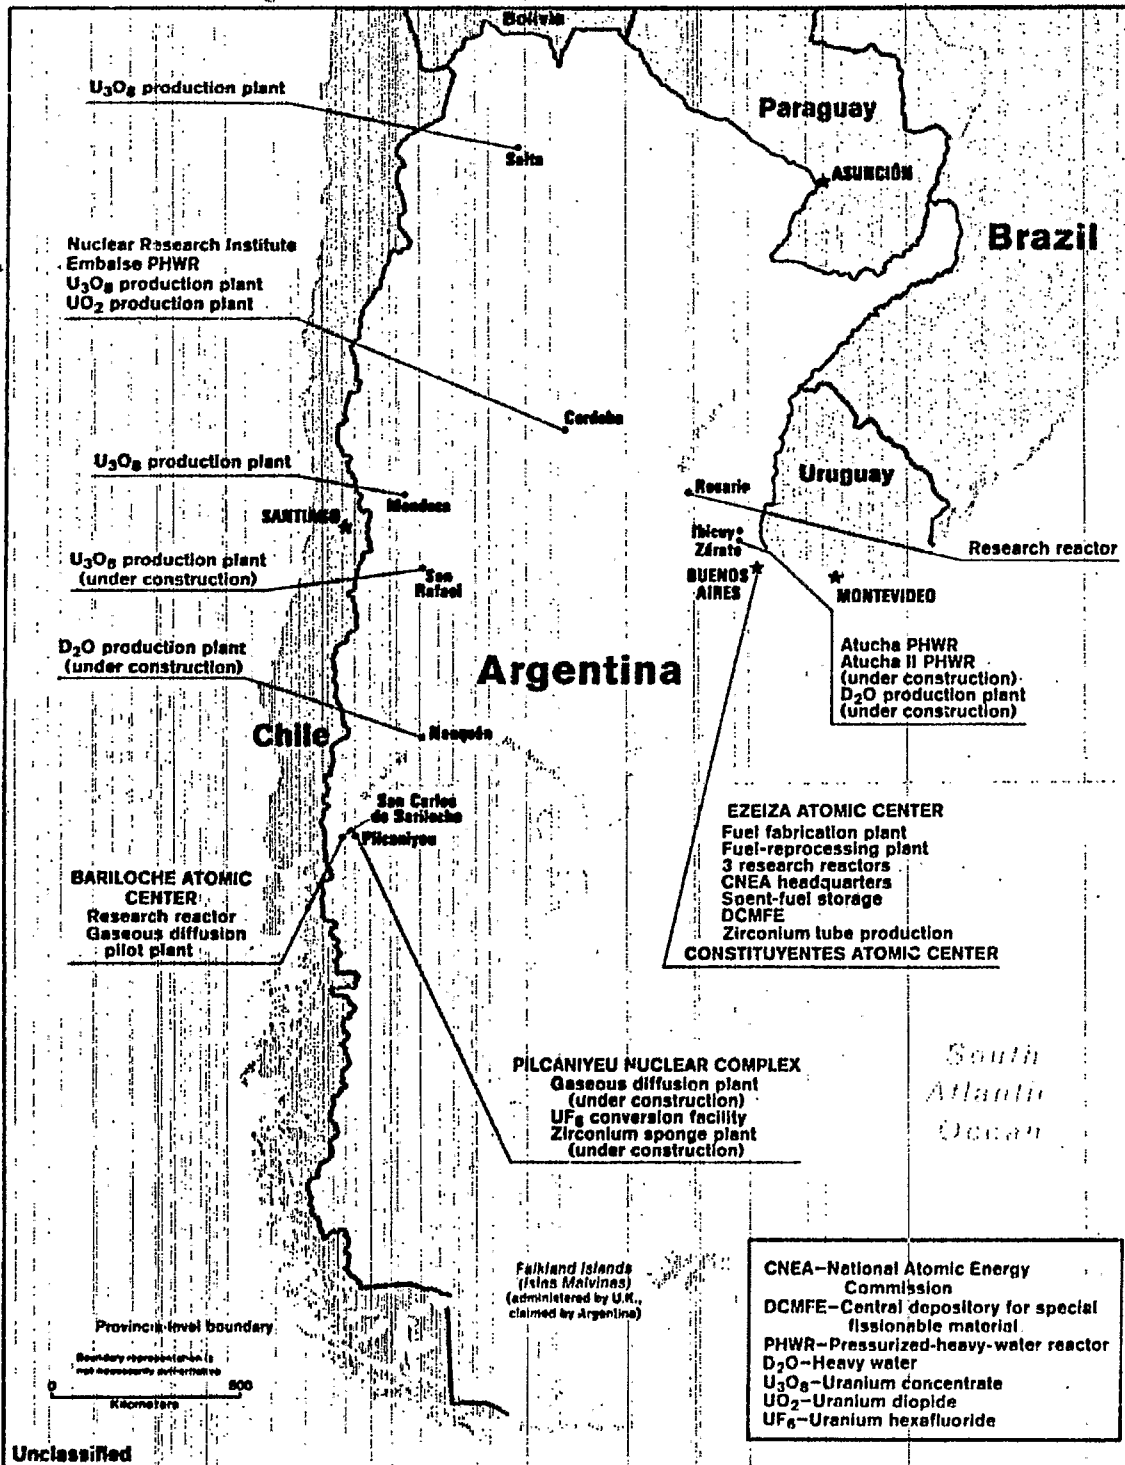 Bolivia
U₃O₈ production plant
Paraguay
Salta
ASUNCIÓN
Brazil
Nuclear Research Institute
Embalse PHWR
U₃O₈ production plant
UO₂ production plant
Cordoba
U₃O₈ production plant
Mendoza
Uruguay
Rosario
SANTIAGO
Ibicuy
Zárate
Research reactor
U₃O₈ production plant
(under construction)
San
Rafael
BUENOS
AIRES
MONTEVIDEO
D₂O production plant
(under construction)
Argentina
Atucha PHWR
Atucha II PHWR
(under construction)
D₂O production plant
(under construction)
Chile
Neuquén
San Carlos
de Bariloche
Pilcaniyeu
EZEIZA ATOMIC CENTER
Fuel fabrication plant
Fuel-reprocessing plant
3 research reactors
CNEA headquarters
Spent-fuel storage
DCMFE
Zirconium tube production
CONSTITUYENTES ATOMIC CENTER
BARILOCHE ATOMIC
CENTER
Research reactor
Gaseous diffusion
pilot plant
PILCANIYEU NUCLEAR COMPLEX
Gaseous diffusion plant
(under construction)
UF₆ conversion facility
Zirconium sponge plant
(under construction)
South
Atlantic
Ocean
Falkland Islands
(Islas Malvinas)
(administered by U.K.,
claimed by Argentina)
Province-level boundary
Boundary representation is
not necessarily authoritative
0 500
Kilometers
CNEA–National Atomic Energy
Commission
DCMFE–Central depository for special
fissionable material
PHWR–Pressurized-heavy-water reactor
D₂O–Heavy water
U₃O₈–Uranium concentrate
UO₂–Uranium diopide
UF₆–Uranium hexafluoride
Unclassified